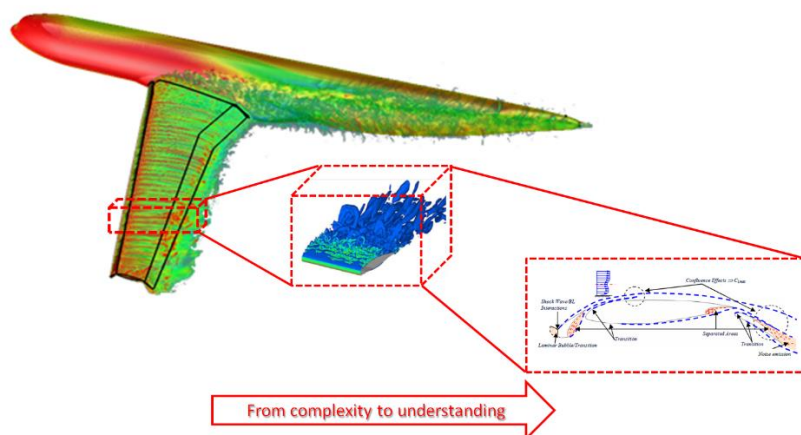 Confluence Effects => CLmax
Shock Wave/BL
Interactions
Laminar Bubble/Transition
Transition
Separated Areas
Transition
Noise emission
From complexity to understanding